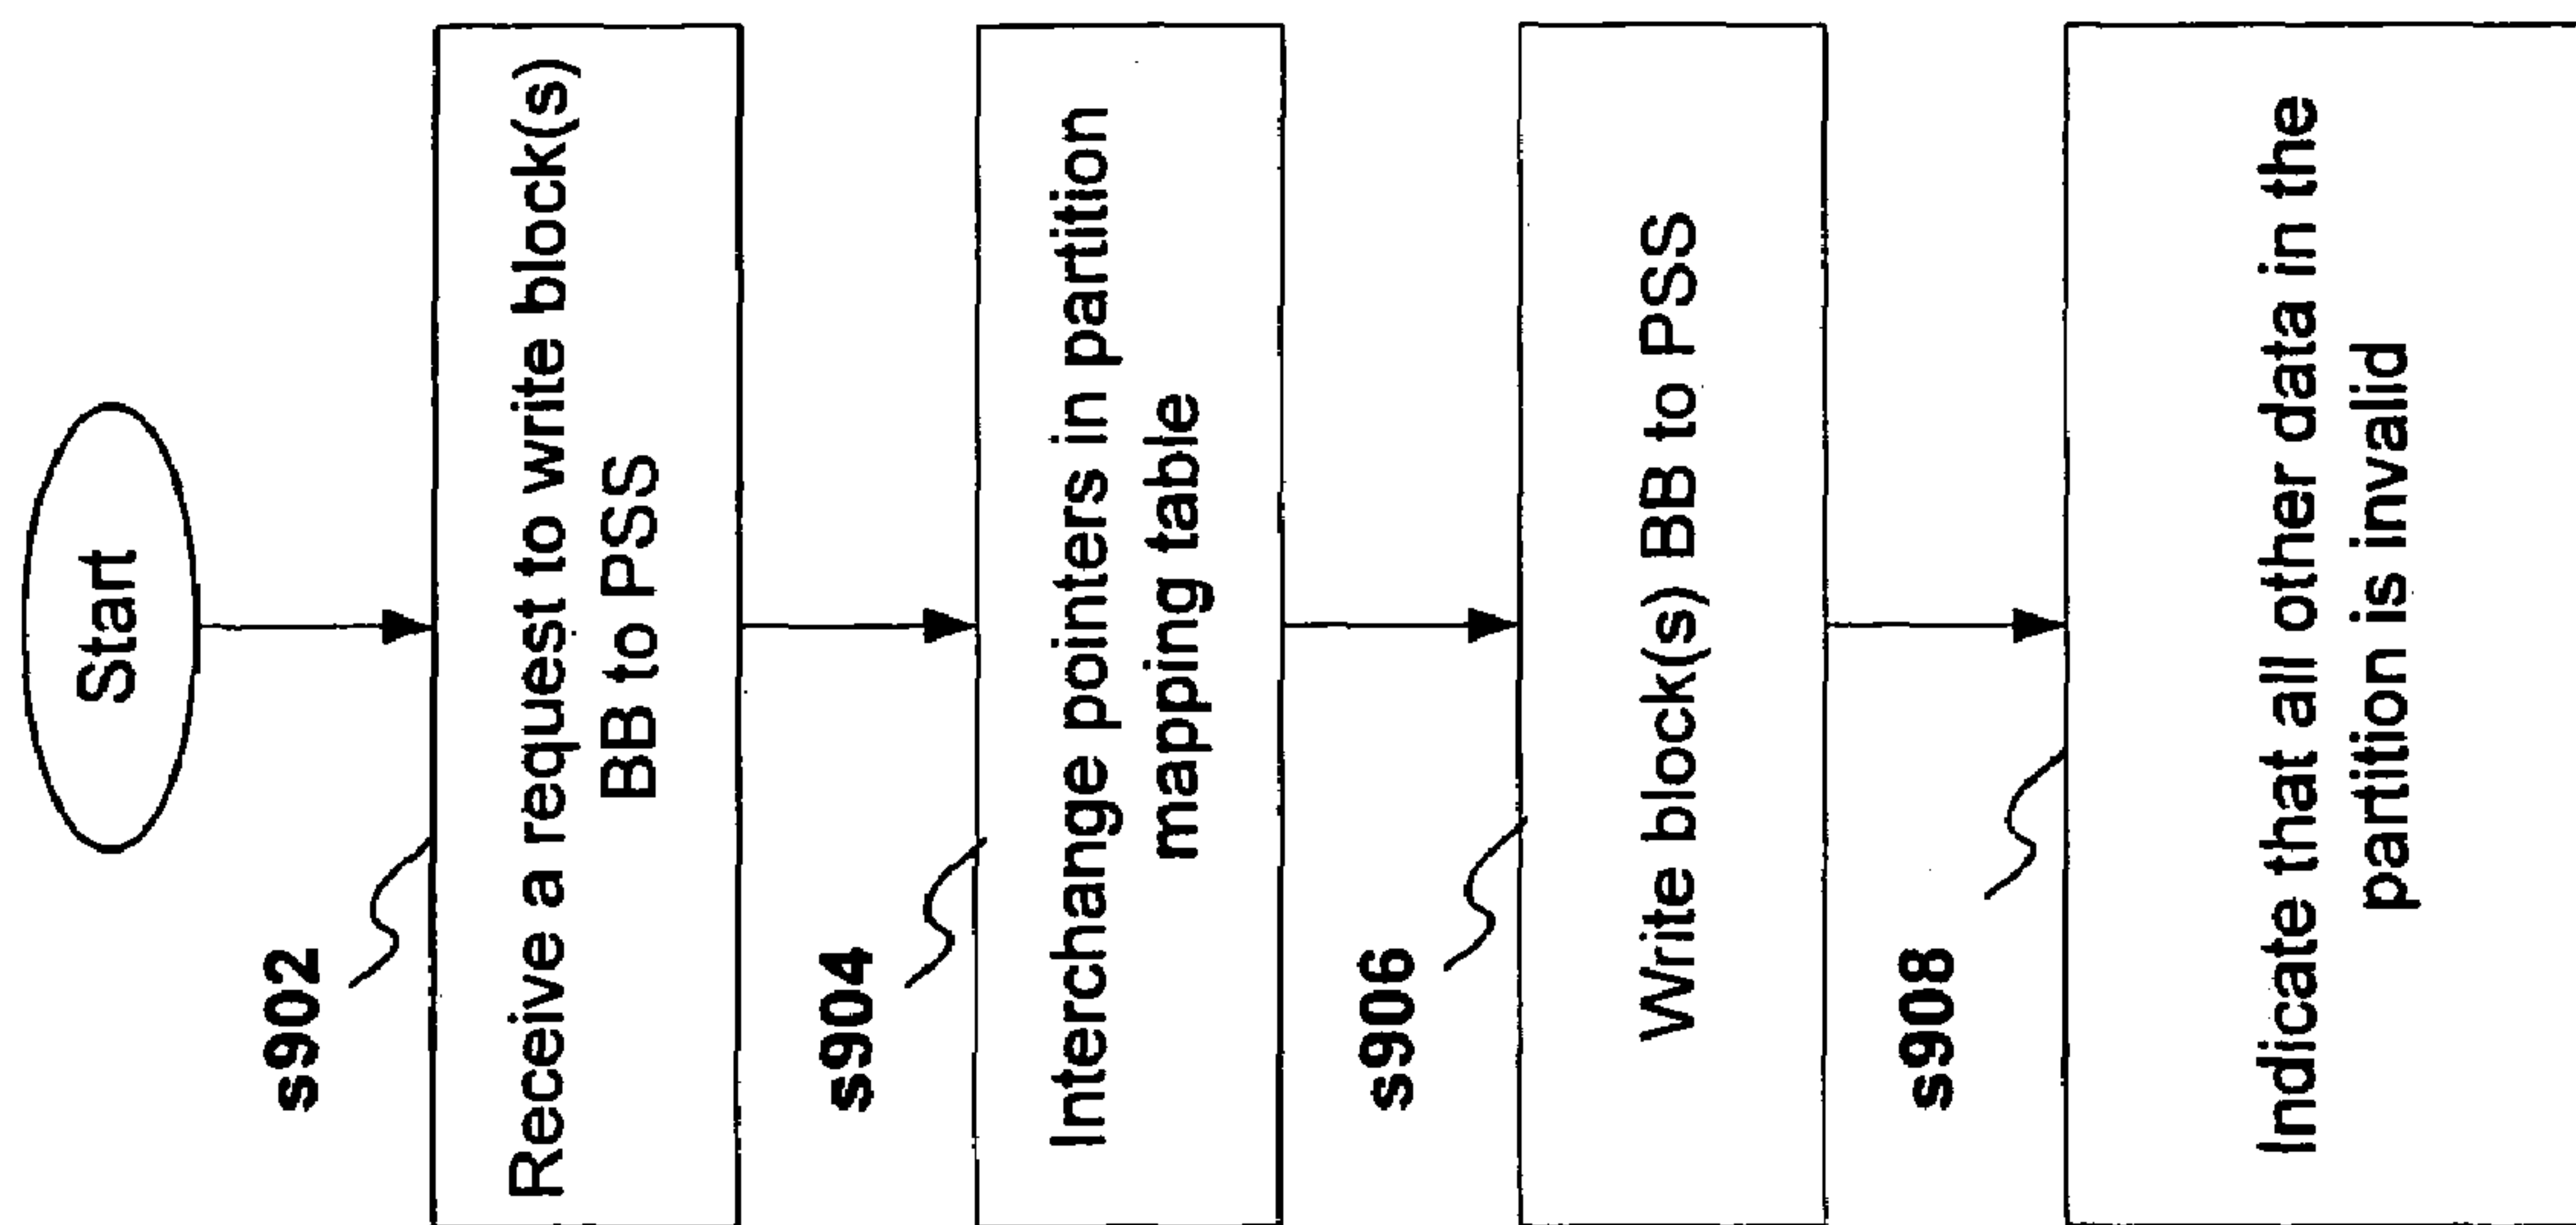 Start
s902
Receive a request to write block(s)
BB to PSS
s904
Interchange pointers in partition
mapping table
s906
Write block(s) BB to PSS
s908
Indicate that all other data in the
partition is invalid